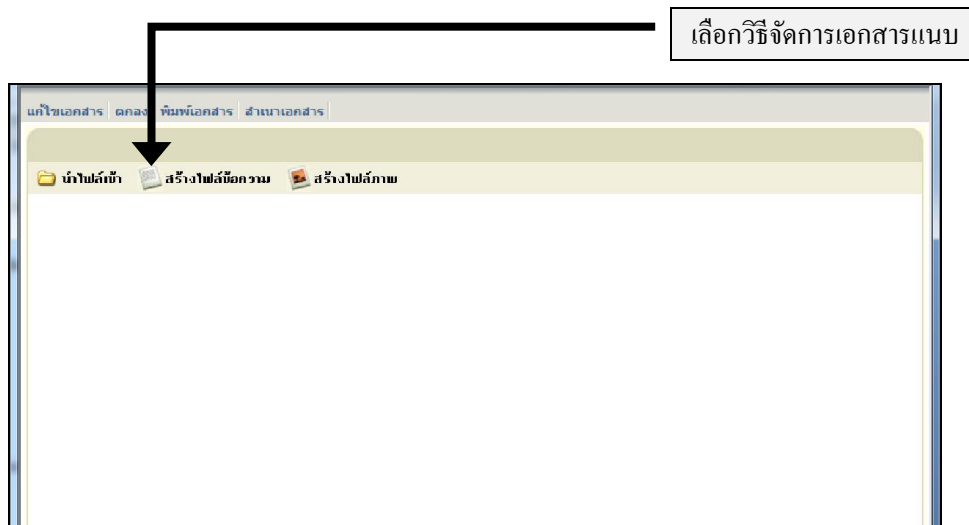 เลือกวิธีจัดการเอกสารแนบ
แก้ไขเอกสาร ตกลง พิมพ์เอกสาร สำเนาเอกสาร
นำไฟล์เข้า สร้างไฟล์ข้อความ สร้างไฟล์ภาพ